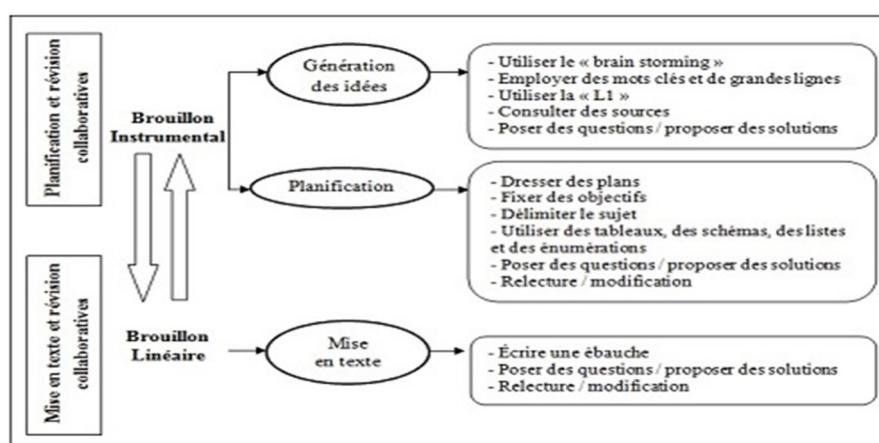 Planification et révision
collaboratives
Brouillon
Instrumental
Génération
des idées
- Utiliser le « brain storming »
- Employer des mots clés et de grandes lignes
- Utiliser la « L1 »
- Consulter des sources
- Poser des questions / proposer des solutions
Planification
- Dresser des plans
- Fixer des objectifs
- Délimiter le sujet
- Utiliser des tableaux, des schémas, des listes
et des énumérations
- Poser des questions / proposer des solutions
- Relecture / modification
Mise en texte et révision
collaboratives
Brouillon
Linéaire
Mise
en texte
- Écrire une ébauche
- Poser des questions / proposer des solutions
- Relecture / modification